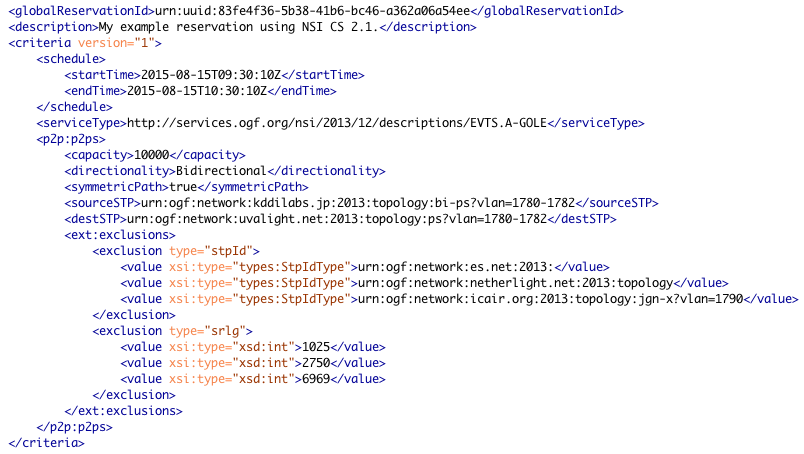 <globalReservationId>urn:uuid:83fe4f36-5b38-41b6-bc46-a362a06a54ee</globalReservationId>
<description>My example reservation using NSI CS 2.1.</description>
<criteria version="1">
<schedule>
<startTime>2015-08-15T09:30:10Z</startTime>
<endTime>2015-08-15T10:30:10Z</endTime>
</schedule>
<serviceType>http://services.ogf.org/nsi/2013/12/descriptions/EVTS.A-GOLE</serviceType>
<p2p:p2ps>
<capacity>10000</capacity>
<directionality>Bidirectional</directionality>
<symmetricPath>true</symmetricPath>
<sourceSTP>urn:ogf:network:kddilabs.jp:2013:topology:bi-ps?vlan=1780-1782</sourceSTP>
<destSTP>urn:ogf:network:uvalight.net:2013:topology:ps?vlan=1780-1782</destSTP>
<ext:exclusions>
<exclusion type="stpId">
<value xsi:type="types:StpIdType">urn:ogf:network:es.net:2013:</value>
<value xsi:type="types:StpIdType">urn:ogf:network:netherlight.net:2013:topology</value>
<value xsi:type="types:StpIdType">urn:ogf:network:icair.org:2013:topology:jgn-x?vlan=1790</value>
</exclusion>
<exclusion type="srlg">
<value xsi:type="xsd:int">1025</value>
<value xsi:type="xsd:int">2750</value>
<value xsi:type="xsd:int">6969</value>
</exclusion>
</ext:exclusions>
</p2p:p2ps>
</criteria>